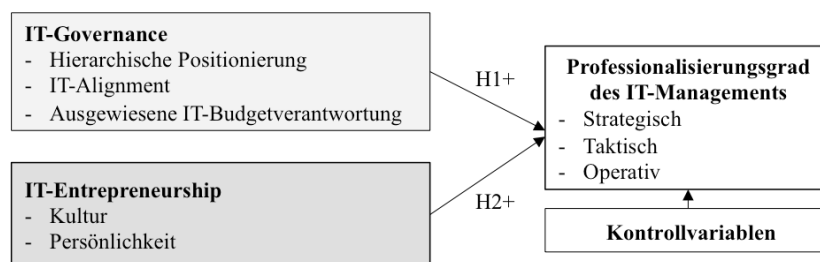 IT-Governance
- Hierarchische Positionierung
- IT-Alignment
- Ausgewiesene IT-Budgetverantwortung
IT-Entrepreneurship
- Kultur
- Persönlichkeit
H1+
H2+
Professionalisierungsgrad
des IT-Managements
- Strategisch
- Taktisch
- Operativ
Kontrollvariablen